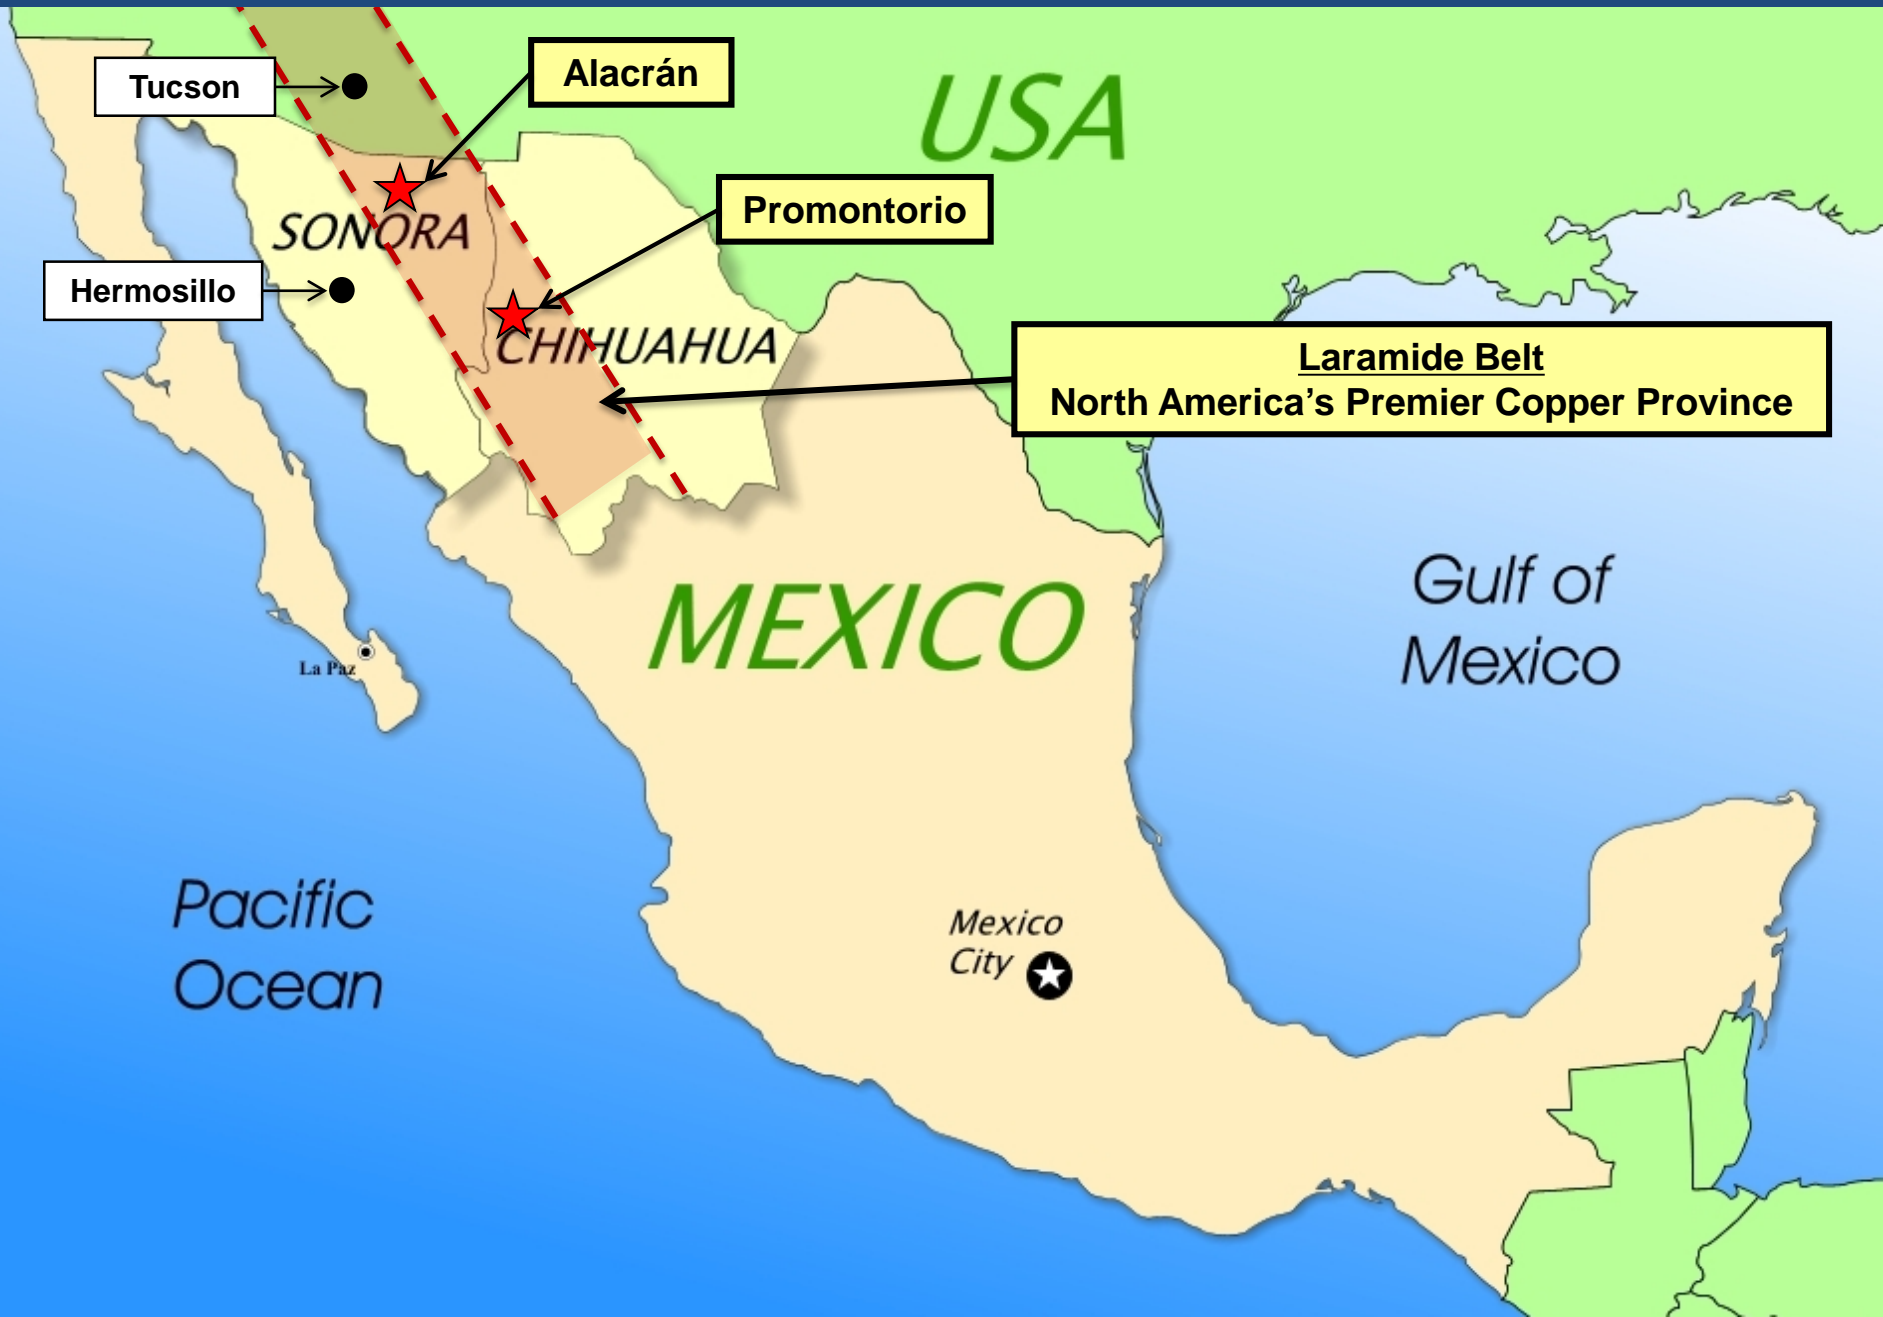 Tucson
Alacrán
USA
Promontorio
SONORA
Hermosillo
CHIHUAHUA
Laramide Belt
North America’s Premier Copper Province
MEXICO
Gulf of
Mexico
La Paz
Pacific
Ocean
Mexico
City